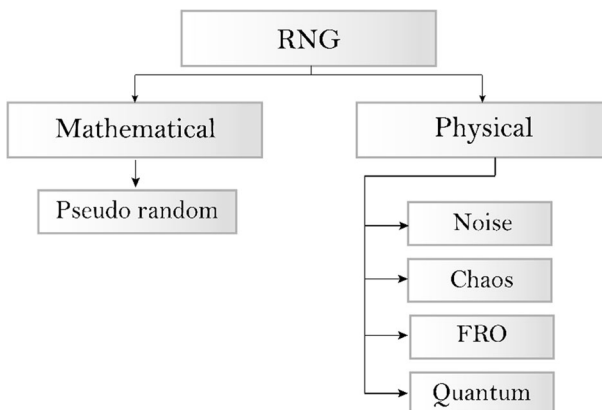 RNG
Mathematical
Physical
Pseudo random
Noise
Chaos
FRO
Quantum